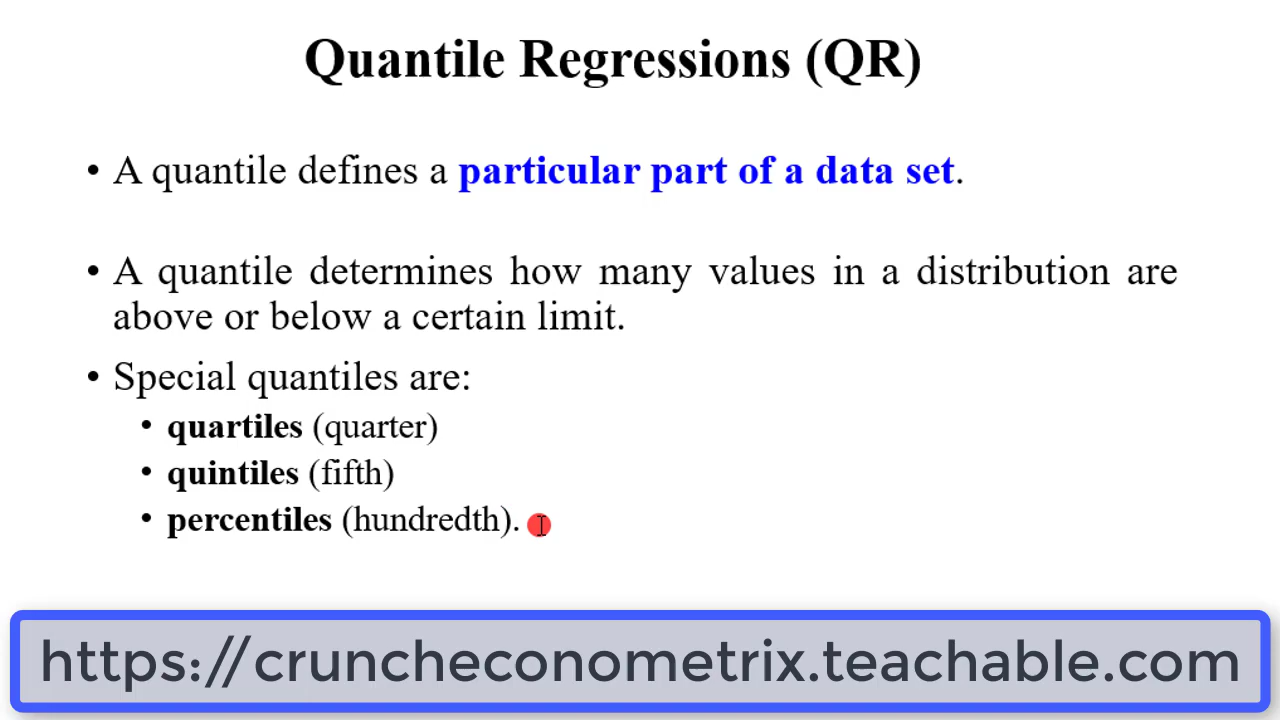 Quantile Regressions (QR)
• A quantile defines a particular part of a data set.
• A quantile determines how many values in a distribution are
above or below a certain limit.
• Special quantiles are:
• quartiles (quarter)
• quintiles (fifth)
• percentiles (hundredth).
https://cruncheconometrix.teachable.com